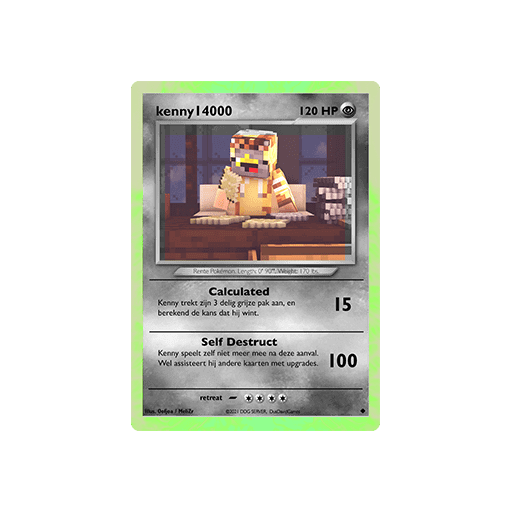 kenny14000 120 HP
Rente Pokémon. Length: 0' 90", Weight: 170 lbs.
Calculated
Kenny trekt zijn 3 delig grijze pak aan, en
berekend de kans dat hij wint.
15
Self Destruct
Kenny speelt zelf niet meer mee na deze aanval.
Wel assisteert hij andere kaarten met upgrades.
100
retreat
©2021 DOG SERVER,